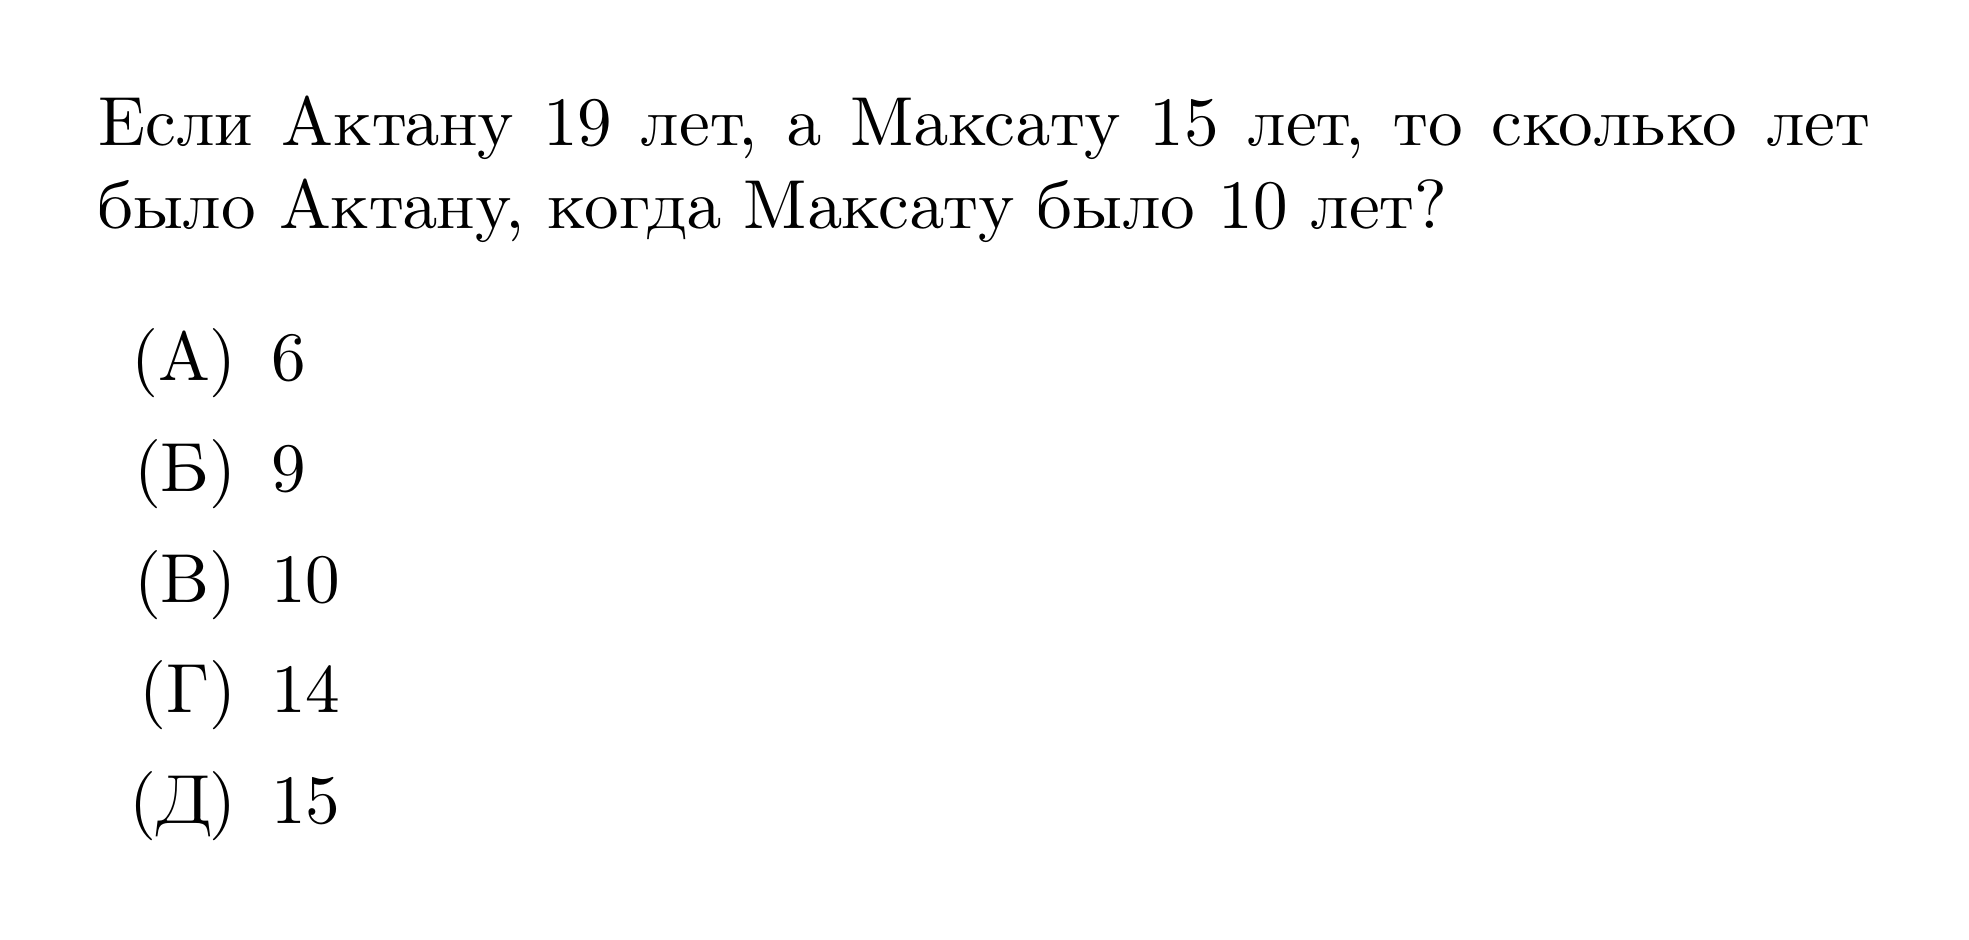 Если Актану 19 лет, а Максату 15 лет, то сколько лет
было Актану, когда Максату было 10 лет?
(А) 6
(Б) 9
(В) 10
(Г) 14
(Д) 15